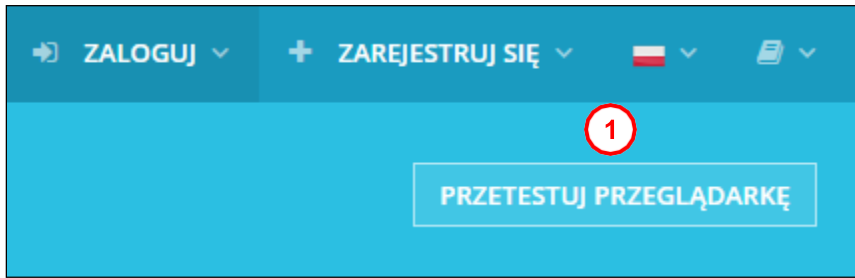 ZALOGUJ ZAREJESTRUJ SIĘ
1
PRZETESTUJ PRZEGLĄDARKĘ